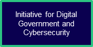 Initiative for Digital
Government and
Cybersecurity